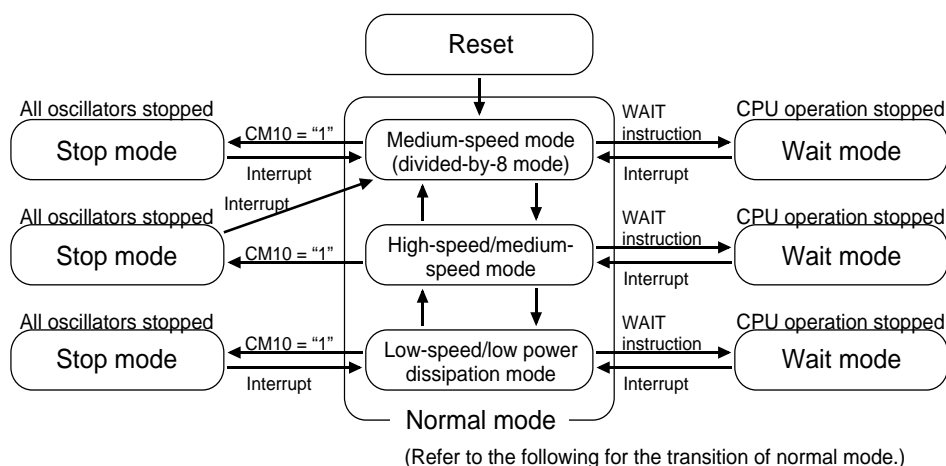 Reset
All oscillators stopped
Stop mode
CM10 = “1”
Interrupt
Medium-speed mode
(divided-by-8 mode)
WAIT
instruction
Interrupt
CPU operation stopped
Wait mode
Interrupt
All oscillators stopped
Stop mode
CM10 = “1”
High-speed/medium-
speed mode
WAIT
instruction
Interrupt
CPU operation stopped
Wait mode
All oscillators stopped
Stop mode
CM10 = “1”
Interrupt
Low-speed/low power
dissipation mode
WAIT
instruction
Interrupt
CPU operation stopped
Wait mode
Normal mode
(Refer to the following for the transition of normal mode.)